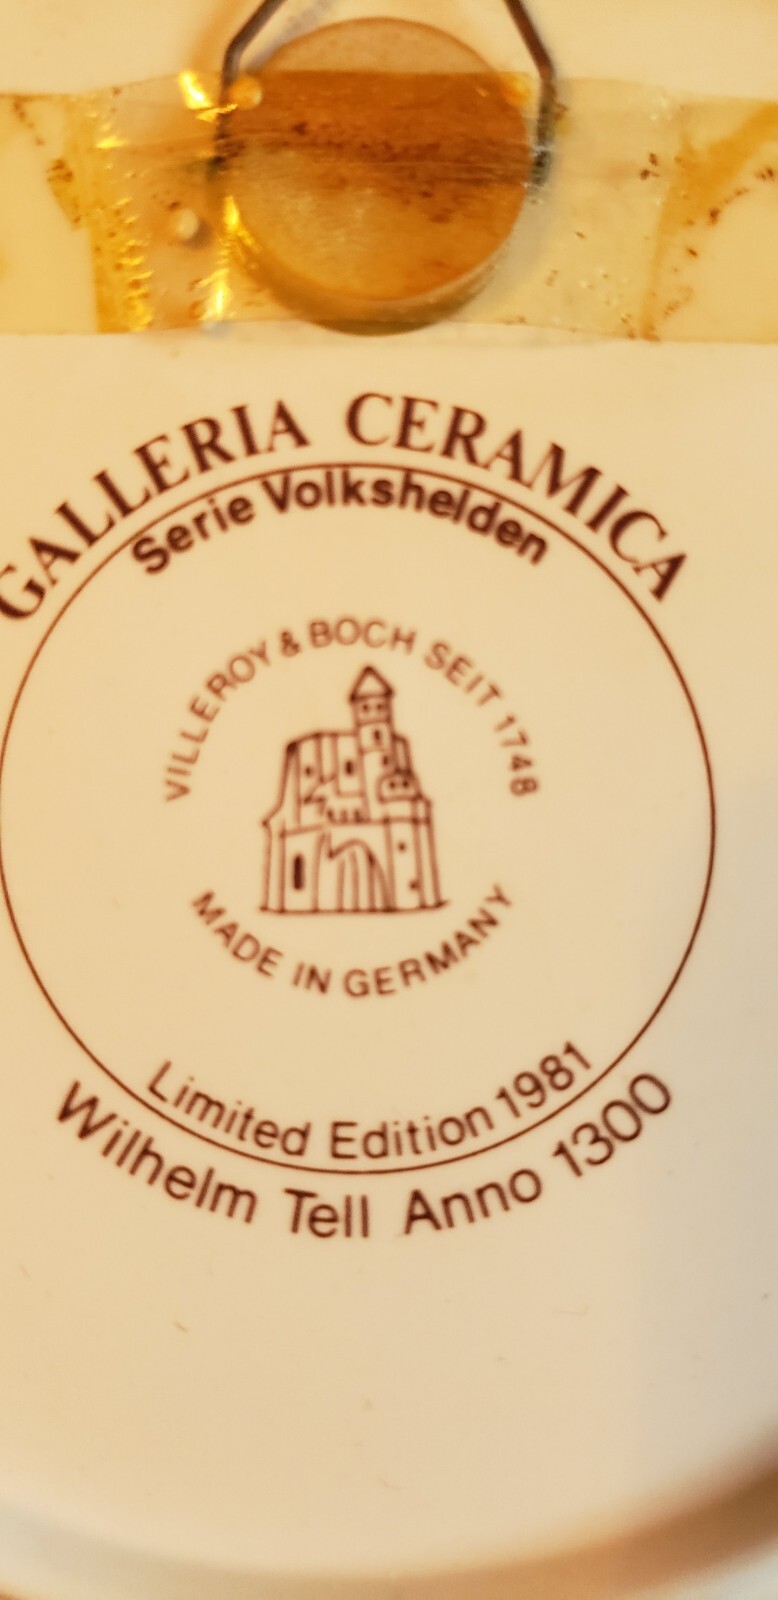 GALLERIA CERAMICA
Serie Volkshelden
VILLEROY & BOCH SEIT 1748
MADE IN GERMANY
Limited Edition 1981
Wilhelm Tell Anno 1300